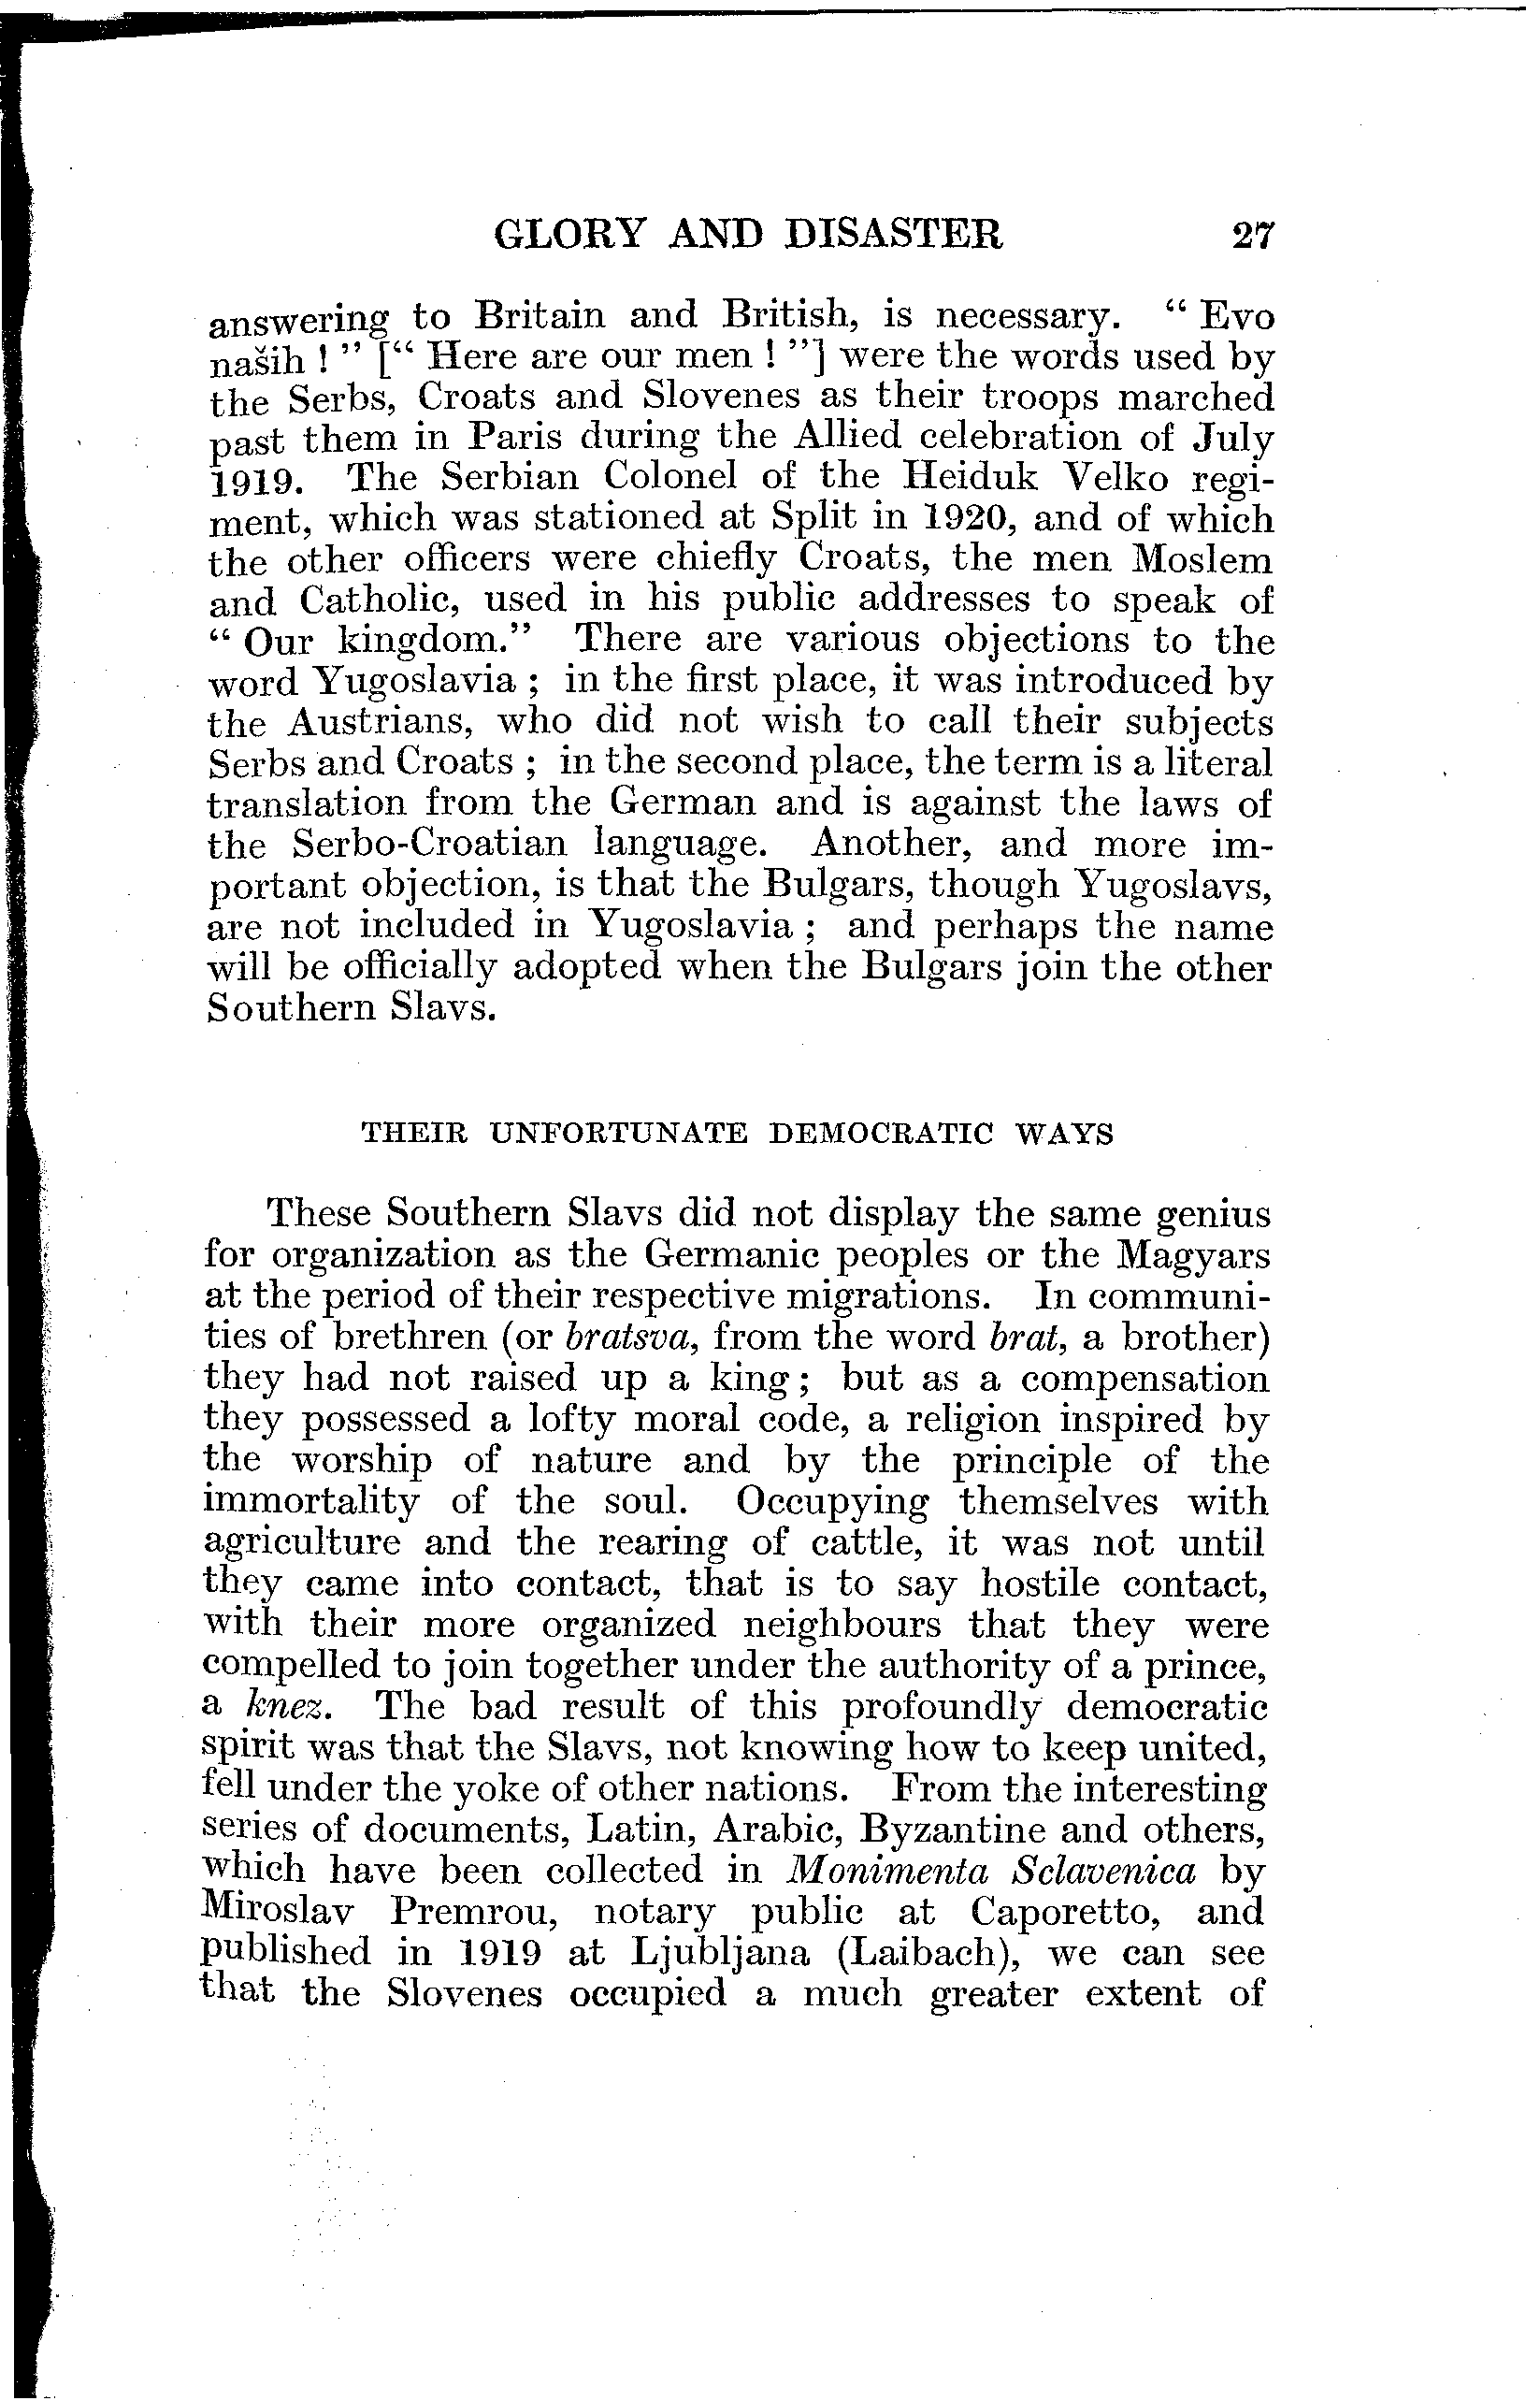 GLORY AND DISASTER 27
answering to Britain and British, is necessary. “ Evo
naših ! ” [“ Here are our men ! ”] were the words used by
the Serbs, Croats and Slovenes as their troops marched
past them in Paris during the Allied celebration of July
1919. The Serbian Colonel of the Heiduk Velko regi-
ment, which was stationed at Split in 1920, and of which
the other officers were chiefly Croats, the men Moslem
and Catholic, used in his public addresses to speak of
“ Our kingdom.” There are various objections to the
word Yugoslavia ; in the first place, it was introduced by
the Austrians, who did not wish to call their subjects
Serbs and Croats ; in the second place, the term is a literal
translation from the German and is against the laws of
the Serbo-Croatian language. Another, and more im-
portant objection, is that the Bulgars, though Yugoslavs,
are not included in Yugoslavia ; and perhaps the name
will be officially adopted when the Bulgars join the other
Southern Slavs.
THEIR UNFORTUNATE DEMOCRATIC WAYS
These Southern Slavs did not display the same genius
for organization as the Germanic peoples or the Magyars
at the period of their respective migrations. In communi-
ties of brethren (or bratsva, from the word brat, a brother)
they had not raised up a king; but as a compensation
they possessed a lofty moral code, a religion inspired by
the worship of nature and by the principle of the
immortality of the soul. Occupying themselves with
agriculture and the rearing of cattle, it was not until
they came into contact, that is to say hostile contact,
with their more organized neighbours that they were
compelled to join together under the authority of a prince,
a knez. The bad result of this profoundly democratic
spirit was that the Slavs, not knowing how to keep united,
fell under the yoke of other nations. From the interesting
series of documents, Latin, Arabic, Byzantine and others,
which have been collected in Monimenta Sclavenica by
Miroslav Premrou, notary public at Caporetto, and
published in 1919 at Ljubljana (Laibach), we can see
that the Slovenes occupied a much greater extent of